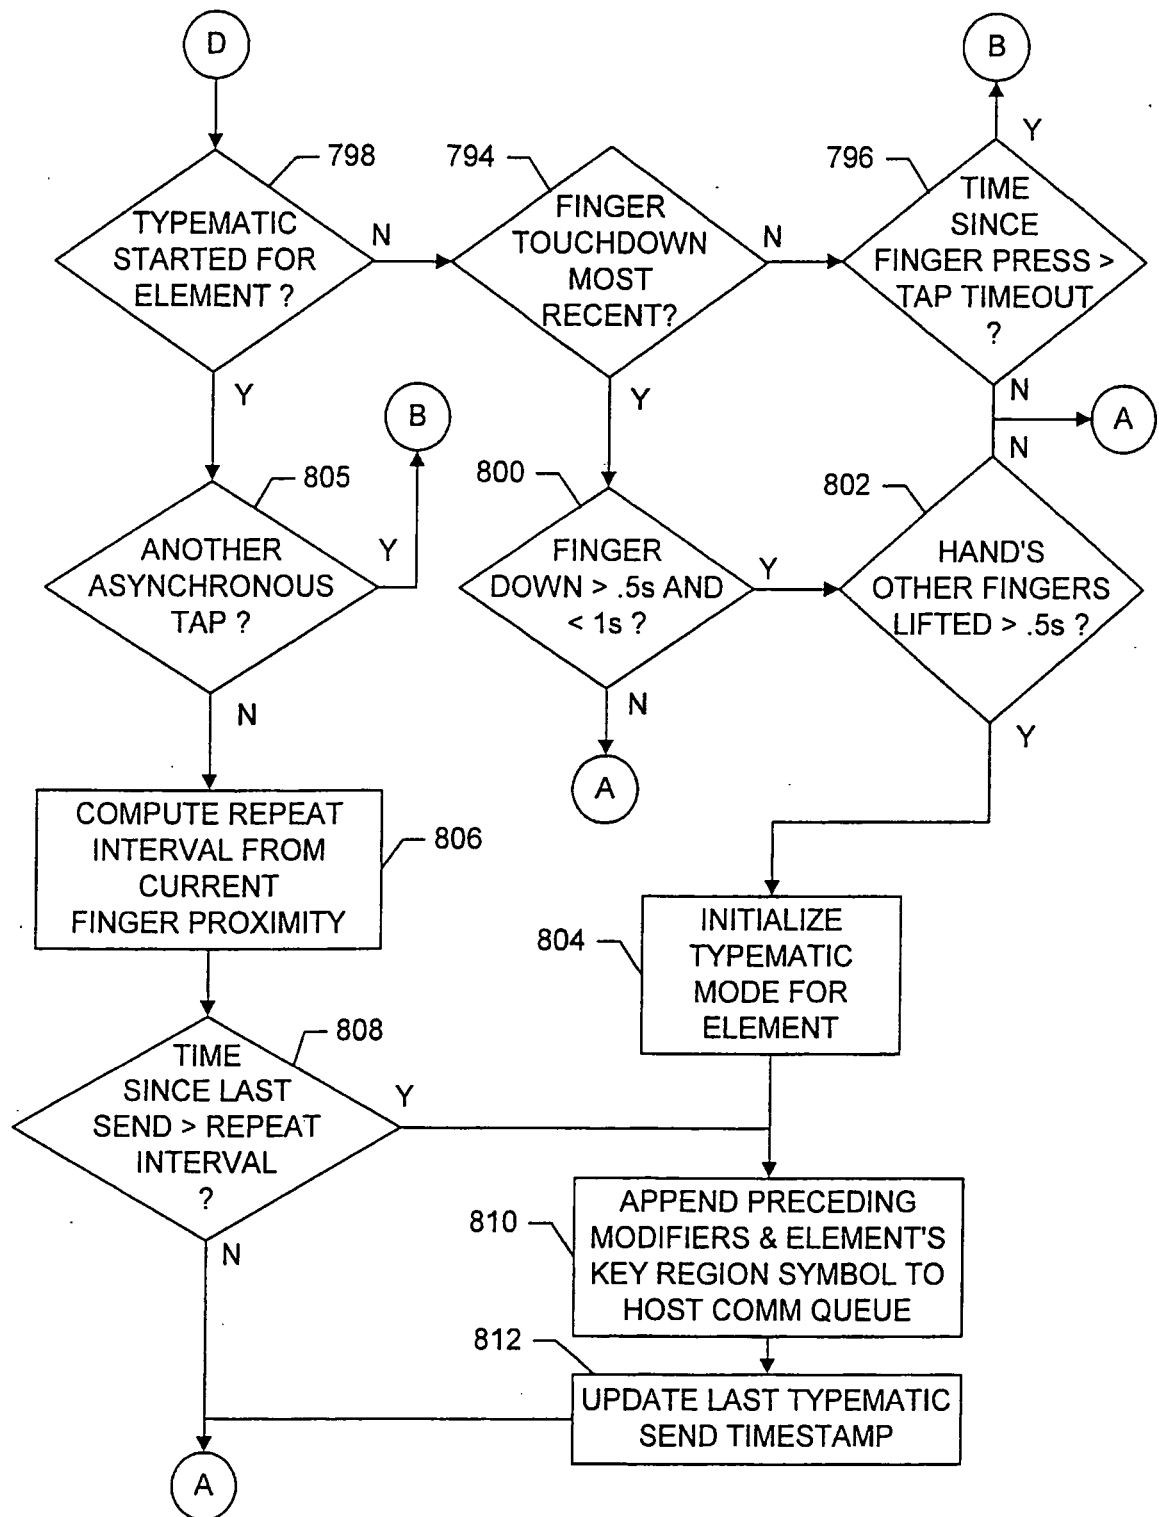 D
B
798
794
796
TYPEMATIC
STARTED FOR
ELEMENT ?
N
FINGER
TOUCHDOWN
MOST
RECENT?
N
Y
TIME
SINCE
FINGER PRESS >
TAP TIMEOUT
?
Y
B
Y
N
A
N
805
800
802
ANOTHER
ASYNCHRONOUS
TAP ?
Y
FINGER
DOWN > .5s AND
< 1s ?
Y
HAND'S
OTHER FINGERS
LIFTED > .5s ?
N
N
Y
A
COMPUTE REPEAT
INTERVAL FROM
CURRENT
FINGER PROXIMITY
806
804
INITIALIZE
TYPEMATIC
MODE FOR
ELEMENT
808
TIME
SINCE LAST
SEND > REPEAT
INTERVAL
?
Y
N
810
APPEND PRECEDING
MODIFIERS & ELEMENT'S
KEY REGION SYMBOL TO
HOST COMM QUEUE
812
UPDATE LAST TYPEMATIC
SEND TIMESTAMP
A